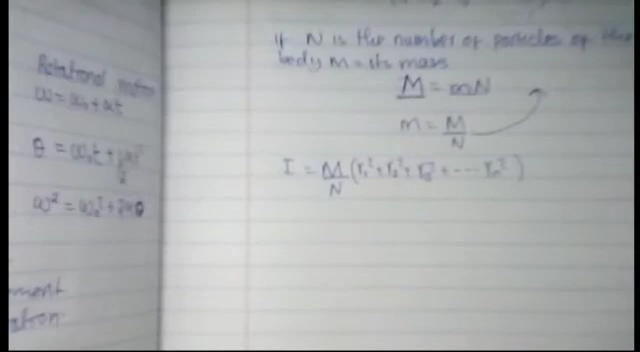 Rotational motion
ω = ω₀ + αt
θ = ω₀t + ½αt²
ω² = ω₀² + 2αθ
If N is the number of particles of the
body M = its mass
M = mN
m = M/N
I = M/N (r₁² + r₂² + r₃² + --- rₙ²)